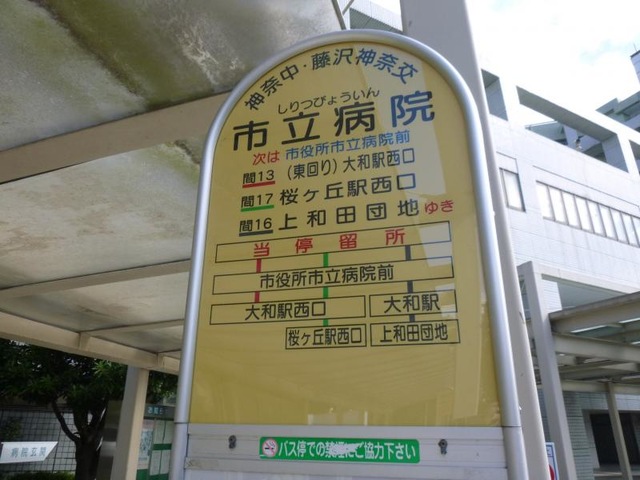 神奈中・藤沢神奈交
しりつびょういん
市立病院
次は 市役所市立病院前
間13 (東回り)大和駅西口
間17 桜ヶ丘駅西口
間16 上和田団地ゆき
当停留所
市役所市立病院前
大和駅西口 大和駅
桜ヶ丘駅西口 上和田団地
バス停での禁煙にご協力下さい
病院玄関